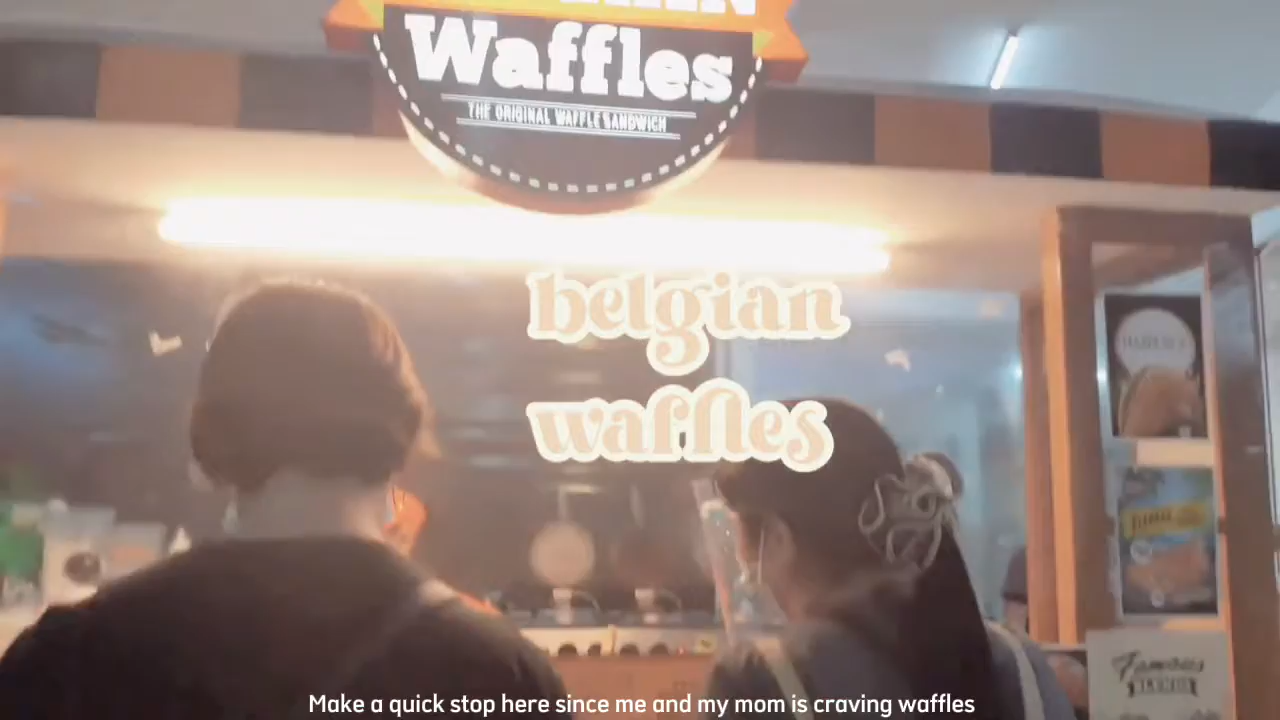 Waffles
THE ORIGINAL WAFFLE SANDWICH
belgian
waffles
Famous
Make a quick stop here since me and my mom is craving waffles